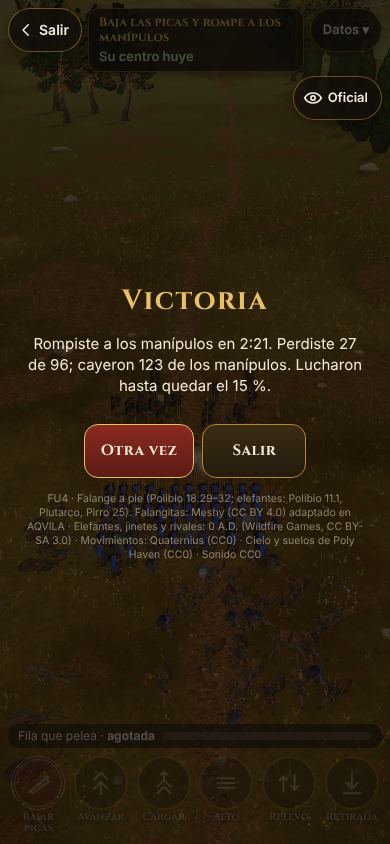 Salir
Baja las picas y rompe a los
manípulos
Su centro huye
Datos ▾
Oficial
Victoria
Rompiste a los manípulos en 2:21. Perdiste 27
de 96; cayeron 123 de los manípulos. Lucharon
hasta quedar el 15 %.
Otra vez
Salir
FU4 · Falange a pie (Polibio 18.29–32; elefantes: Polibio 11.1,
Plutarco, Pirro 25). Falangitas: Meshy (CC BY 4.0) adaptado en
AQVILA · Elefantes, jinetes y rivales: 0 A.D. (Wildfire Games, CC BY-
SA 3.0) · Movimientos: Quaternius (CC0) · Cielo y suelos de Poly
Haven (CC0) · Sonido CC0
Fila que pelea · agotada
Bajar
picas
Avanzar
Cargar
Alto
Relevo
Retirada